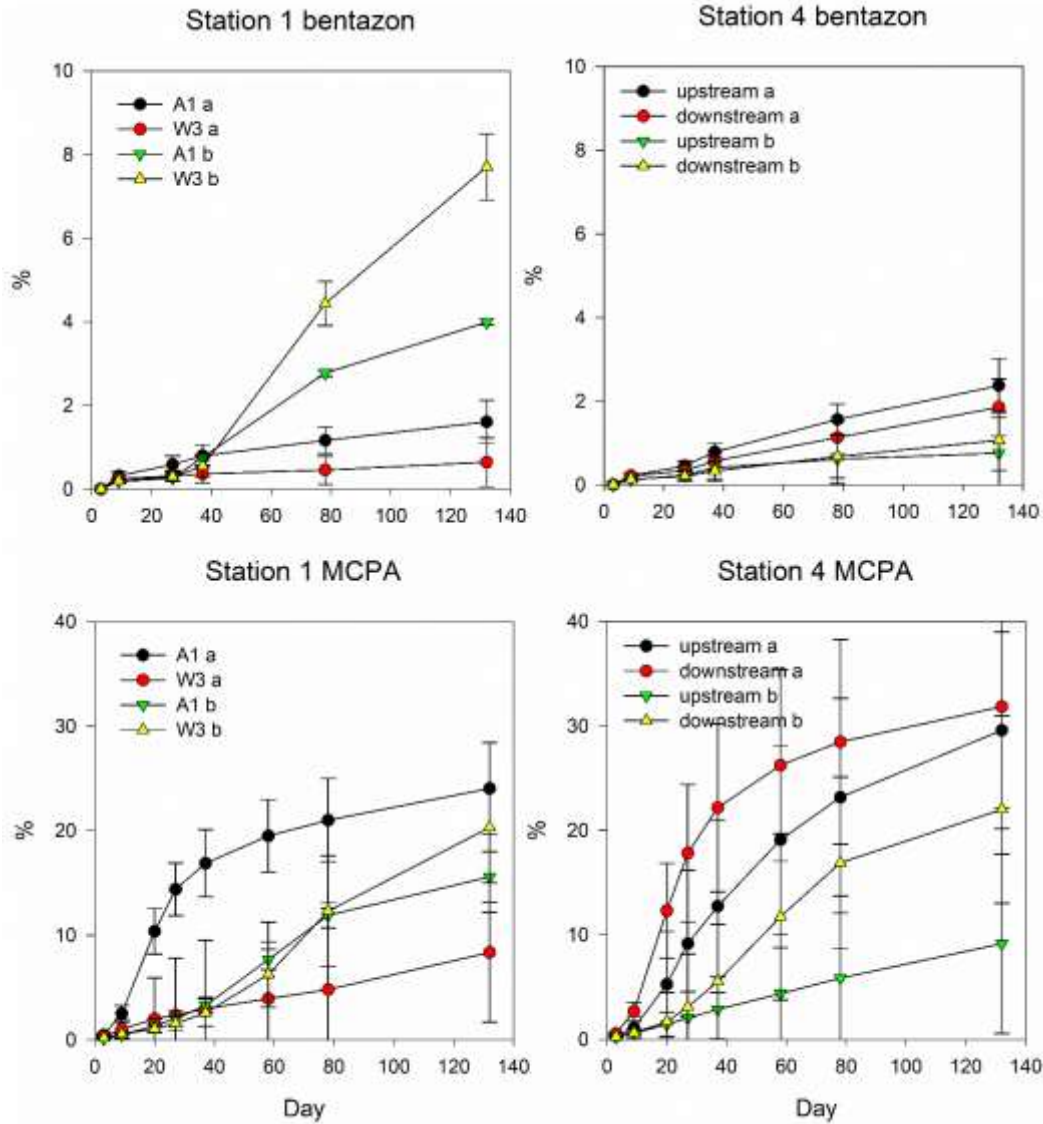 Station 1 bentazon
Station 4 bentazon
10
8
6
4
2
0
%
A1 a
W3 a
A1 b
W3 b
0 20 40 60 80 100 120 140
10
8
6
4
2
0
%
upstream a
downstream a
upstream b
downstream b
0 20 40 60 80 100 120 140
Station 1 MCPA
Station 4 MCPA
40
30
20
10
0
%
A1 a
W3 a
A1 b
W3 b
0 20 40 60 80 100 120 140
Day
40
30
20
10
0
%
upstream a
downstream a
upstream b
downstream b
0 20 40 60 80 100 120 140
Day